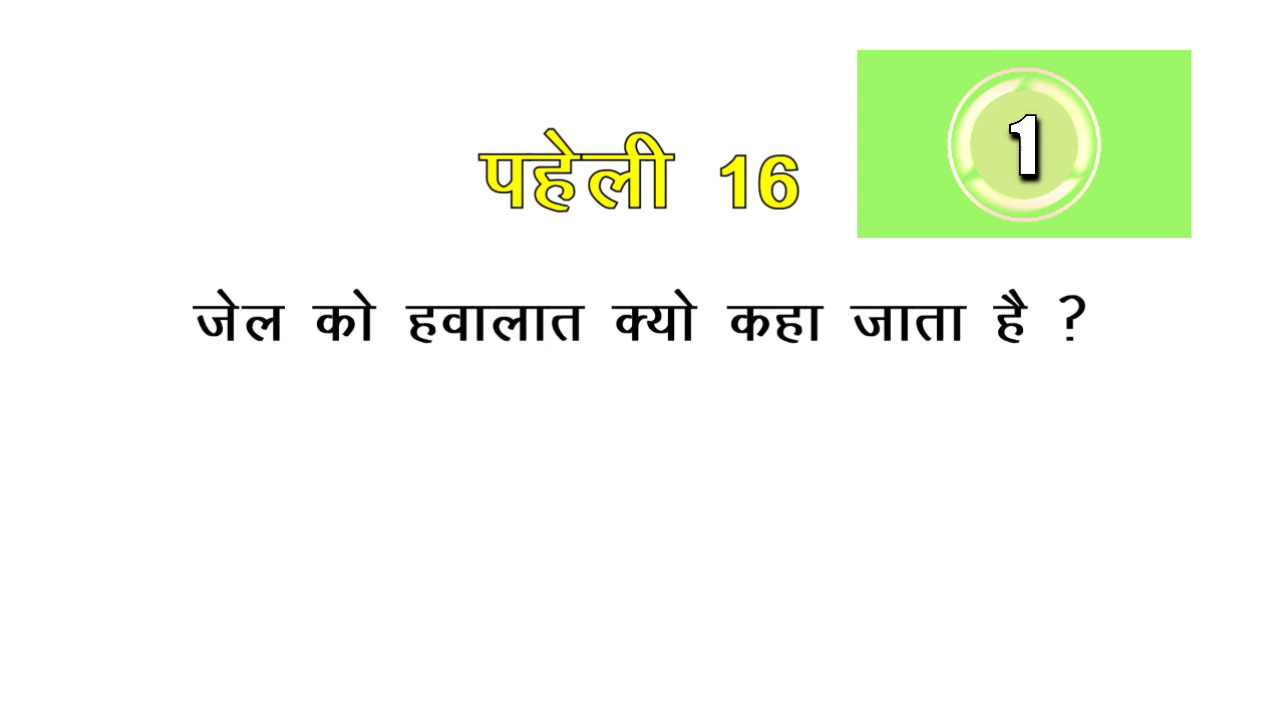 1
पहेली 16
जेल को हवालात क्यो कहा जाता है ?